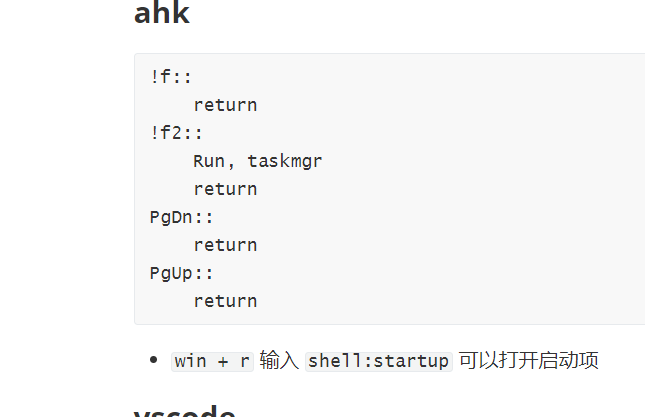 ahk
!f::
    return
!f2::
    Run, taskmgr
    return
PgDn::
    return
PgUp::
    return
• win + r 输入 shell:startup 可以打开启动项
vscode